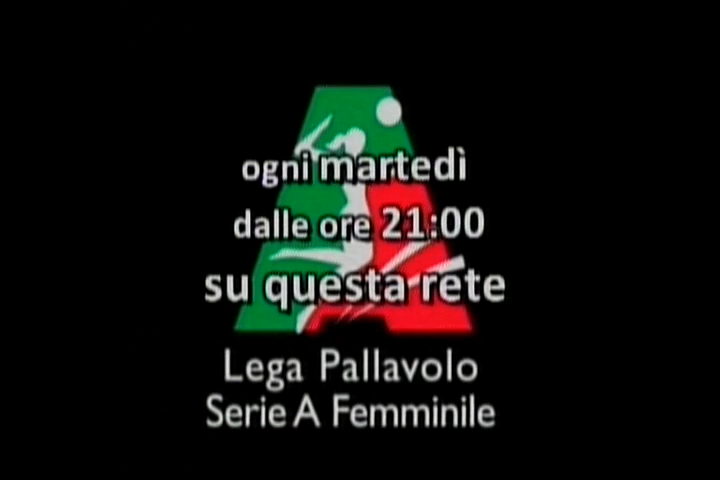 ogni martedì
dalle ore 21:00
su questa rete
Lega Pallavolo
Serie A Femminile